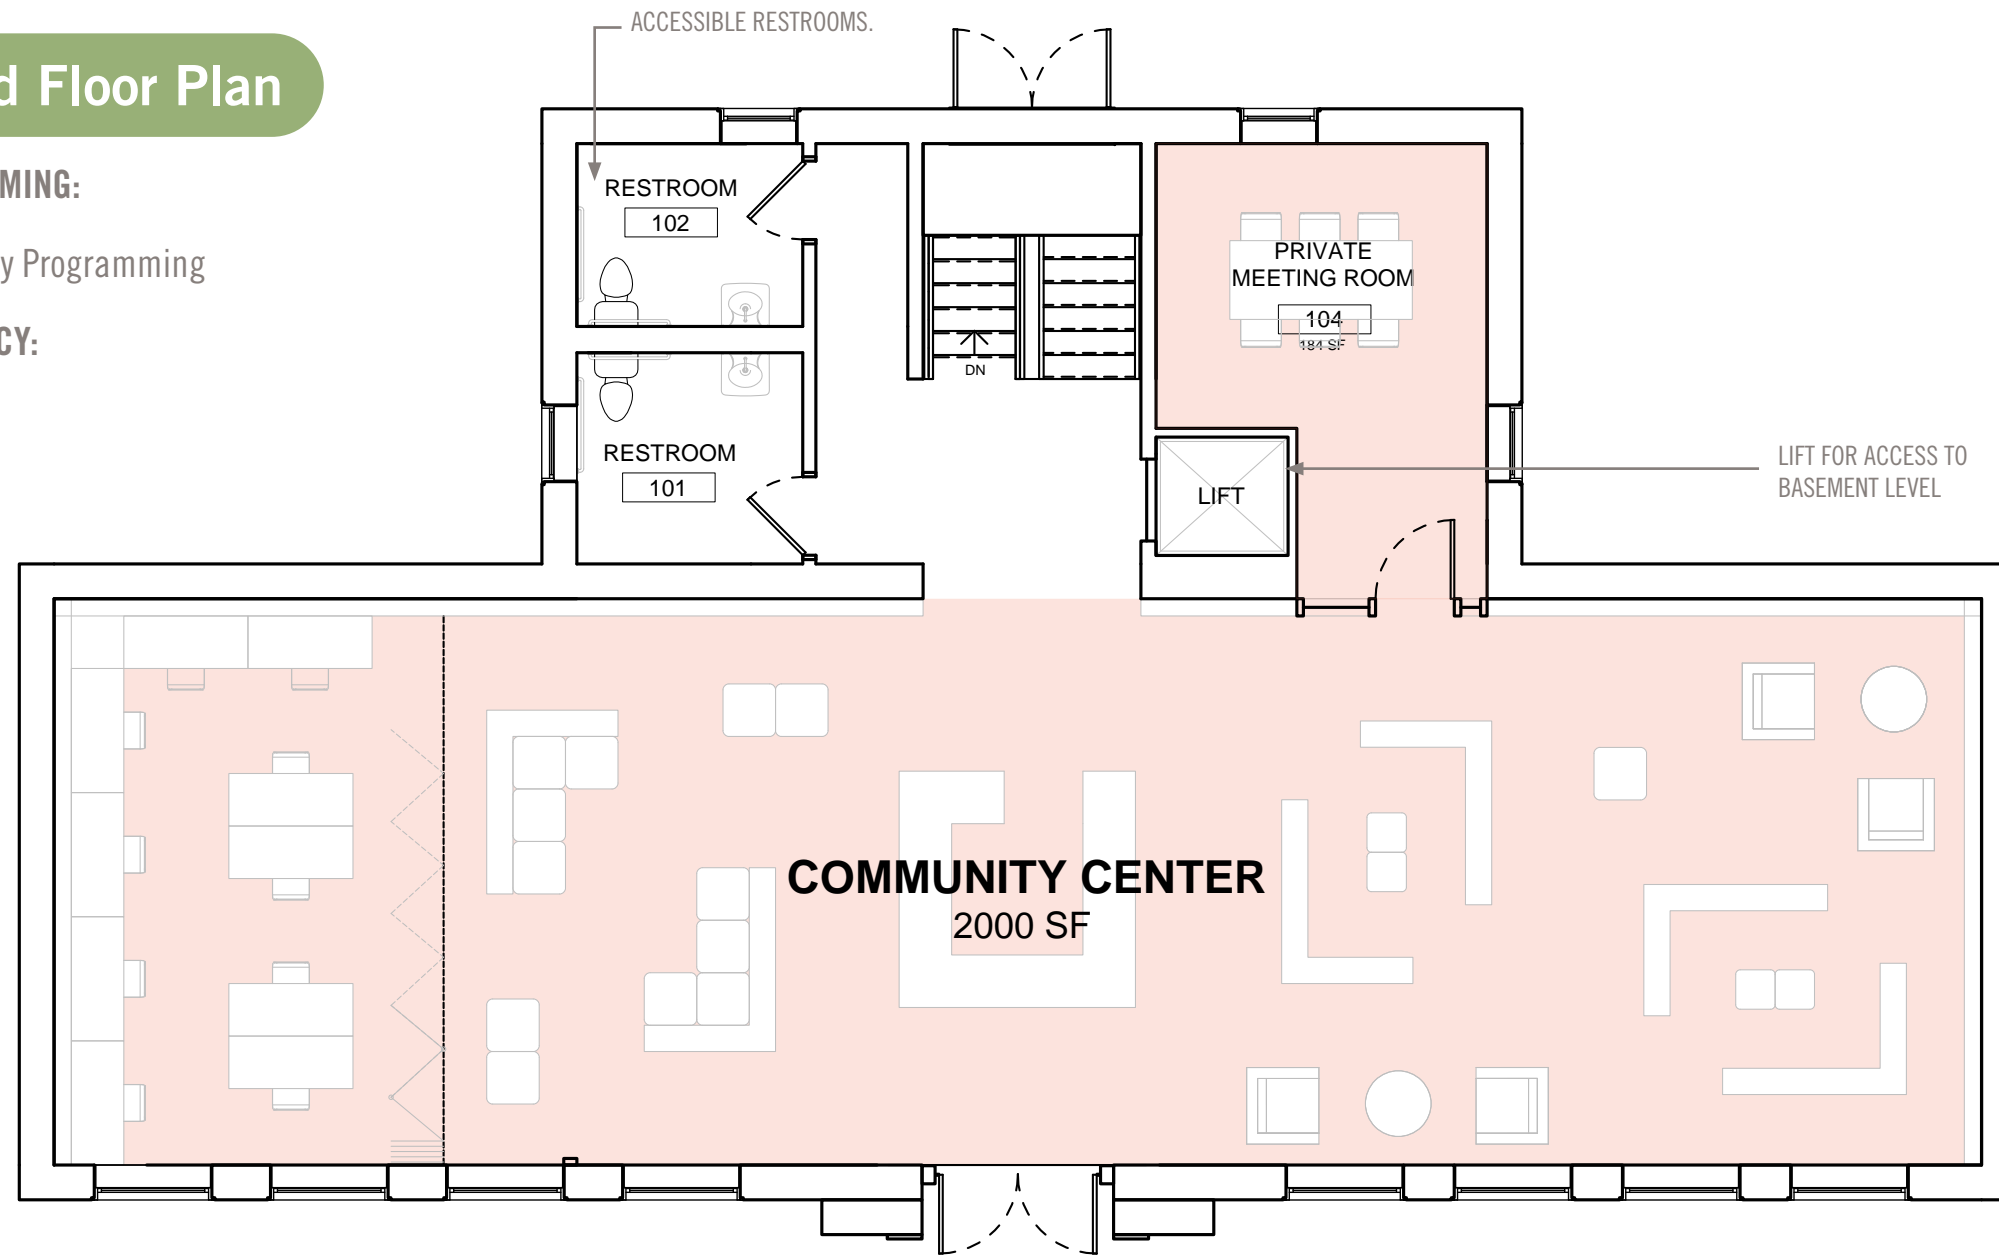 ACCESSIBLE RESTROOMS.
d Floor Plan
MING:
y Programming
CY:
RESTROOM
102
PRIVATE
MEETING ROOM
104
184 SF
DN
RESTROOM
101
LIFT
LIFT FOR ACCESS TO
BASEMENT LEVEL
COMMUNITY CENTER
2000 SF